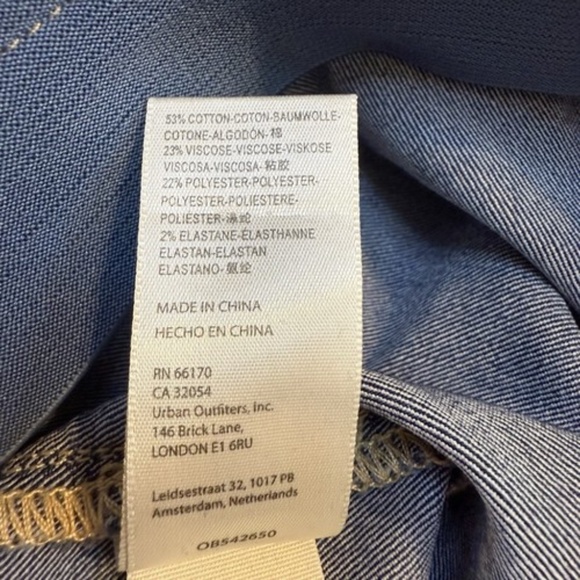 53% COTTON-COTON-BAUMWOLLE-
COTONE-ALGODÓN-棉
23% VISCOSE-VISCOSE-VISKOSE
VISCOSA-VISCOSA-粘胶
22% POLYESTER-POLYESTER-
POLYESTER-POLIESTERE-
POLIÉSTER-涤纶
2% ELASTANE-ÉLASTHANNE
ELASTAN-ELASTAN
ELASTANO-氨纶
MADE IN CHINA
HECHO EN CHINA
RN 66170
CA 32054
Urban Outfitters, Inc.
146 Brick Lane,
LONDON E1 6RU
Leidsestraat 32, 1017 PB
Amsterdam, Netherlands
OB542650